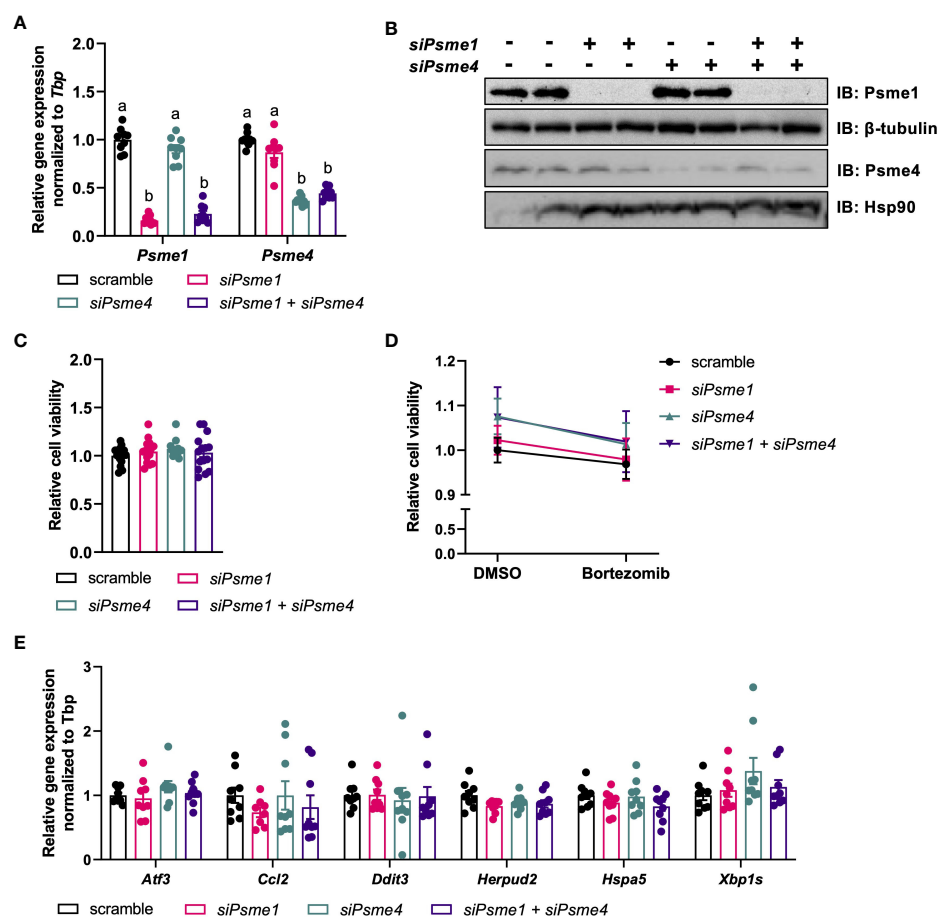 A
Relative gene expression
normalized to Tbp
2.0
1.5
1.0
0.5
0.0
a
b
a
b
a
a
b
b
Psme1
Psme4
scramble
siPsme1
siPsme4
siPsme1 + siPsme4
B
siPsme1 - - + + - - + +
siPsme4 - - - - + + + +
IB: Psme1
IB: β-tubulin
IB: Psme4
IB: Hsp90
C
Relative cell viability
2.0
1.5
1.0
0.5
0.0
scramble
siPsme1
siPsme4
siPsme1 + siPsme4
D
Relative cell viability
1.2
1.1
1.0
0.9
0.5
0.0
DMSO
Bortezomib
scramble
siPsme1
siPsme4
siPsme1 + siPsme4
E
Relative gene expression
normalized to Tbp
3
2
1
0
Atf3
Ccl2
Ddit3
Herpud2
Hspa5
Xbp1s
scramble
siPsme1
siPsme4
siPsme1 + siPsme4